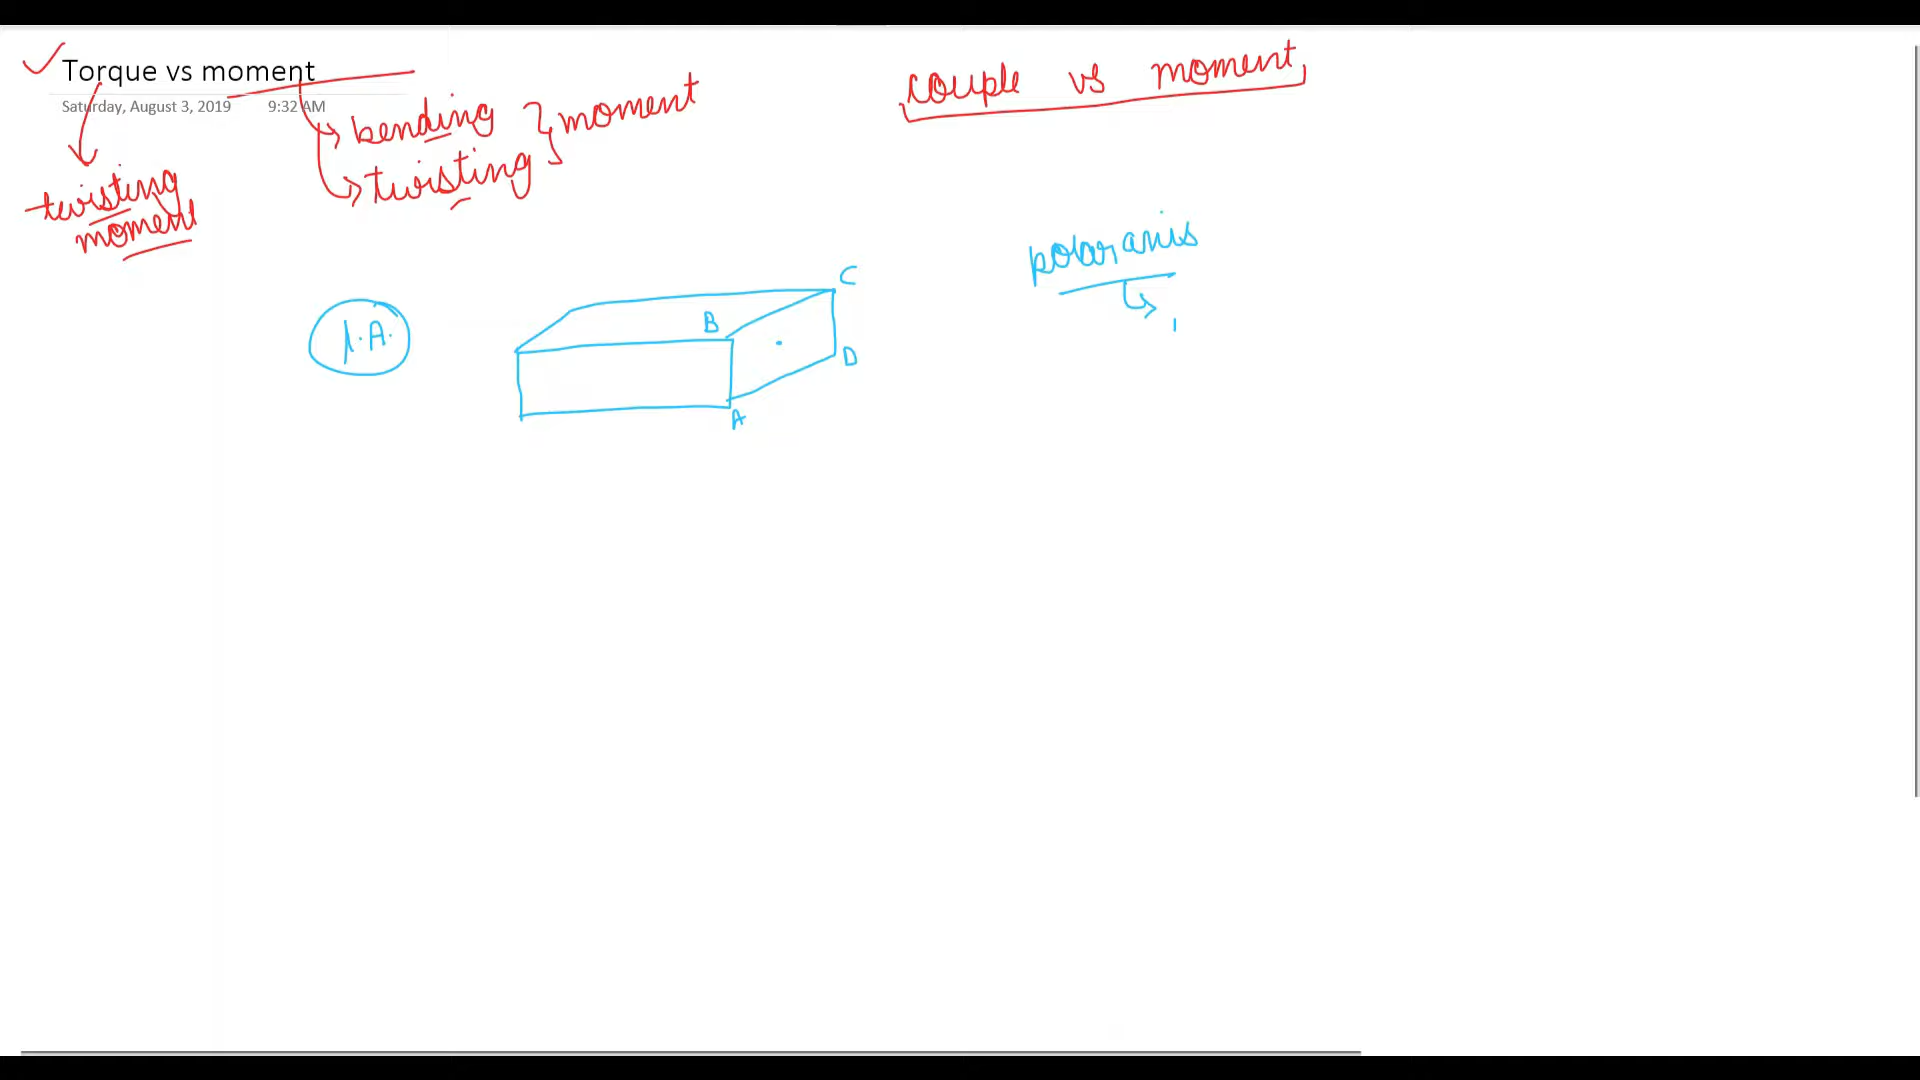 Torque vs moment
Saturday, August 3, 2019 9:32 AM
couple vs moment
bending } moment
twisting
twisting
moment
polar axis
C
B
D
A